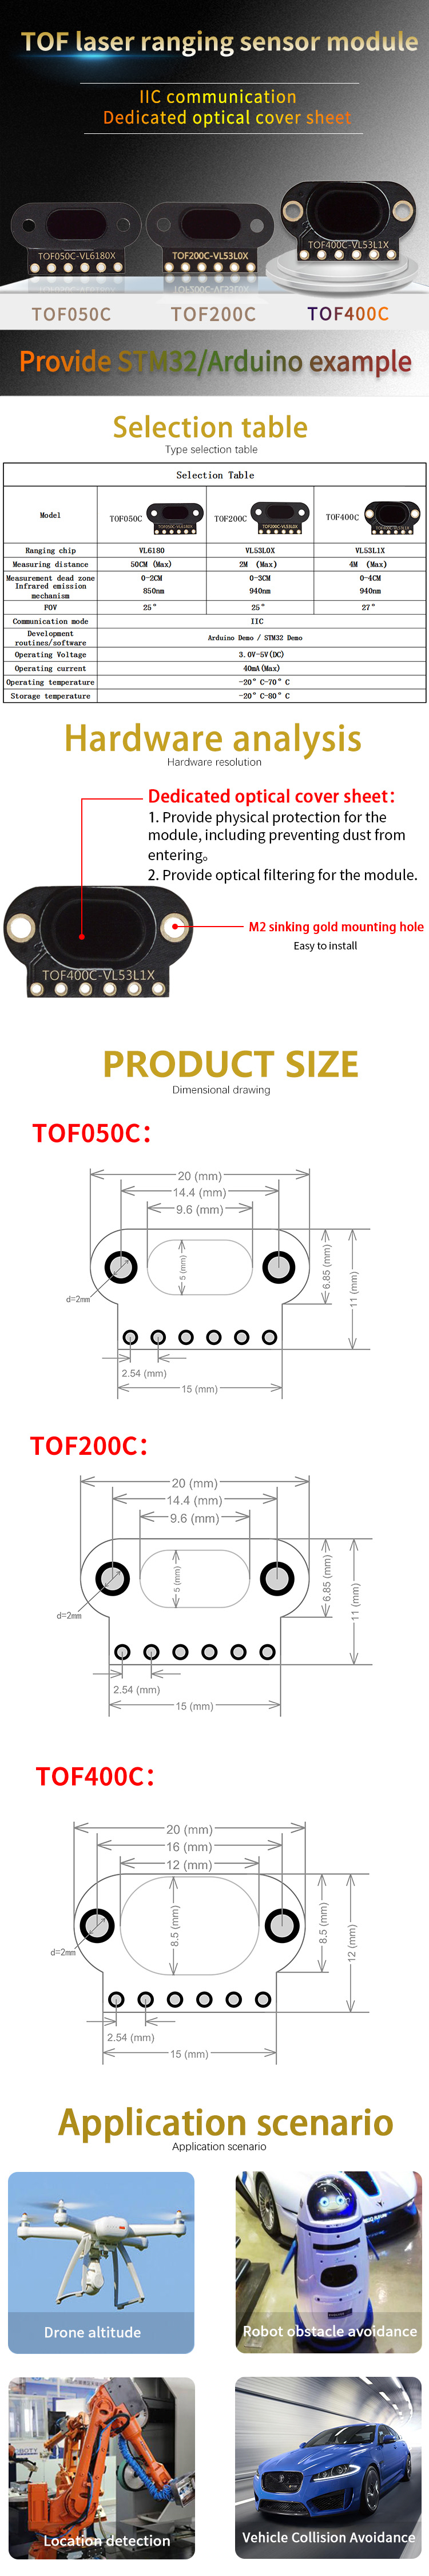 TOF laser ranging sensor module
IIC communication
Dedicated optical cover sheet
TOF050C-VL6180X
TOF200C-VL53L0X
TOF400C-VL53L1X
TOF050C
TOF200C
TOF400C
Provide STM32/Arduino example
Selection table
Type selection table
Selection Table
Model
TOF050C
TOF050C-VL6180X
TOF200C
TOF200C-VL53L0X
TOF400C
Ranging chip VL6180 VL53L0X VL53L1X
Measuring distance 50CM (Max) 2M (Max) 4M (Max)
Measurement dead zone 0-2CM 0-3CM 0-4CM
Infrared emission mechanism 850nm 940nm 940nm
FOV 25° 25° 27°
Communication mode IIC
Development routines/software Arduino Demo / STM32 Demo
Operating Voltage 3.0V-5V(DC)
Operating current 40mA(Max)
Operating temperature -20° C-70° C
Storage temperature -20° C-80° C
Hardware analysis
Hardware resolution
Dedicated optical cover sheet:
1. Provide physical protection for the
module, including preventing dust from
entering。
2. Provide optical filtering for the module.
M2 sinking gold mounting hole
Easy to install
TOF400C-VL53L1X
PRODUCT SIZE
Dimensional drawing
TOF050C:
20 (mm)
14.4 (mm)
9.6 (mm)
5 (mm)
6.85 (mm)
11 (mm)
d=2mm
2.54 (mm)
15 (mm)
TOF200C:
20 (mm)
14.4 (mm)
9.6 (mm)
5 (mm)
6.85 (mm)
11 (mm)
d=2mm
2.54 (mm)
15 (mm)
TOF400C:
20 (mm)
16 (mm)
12 (mm)
8.5 (mm)
8.5 (mm)
12 (mm)
d=2mm
2.54 (mm)
15 (mm)
Application scenario
Application scenario
Drone altitude
Robot obstacle avoidance
Location detection
Vehicle Collision Avoidance